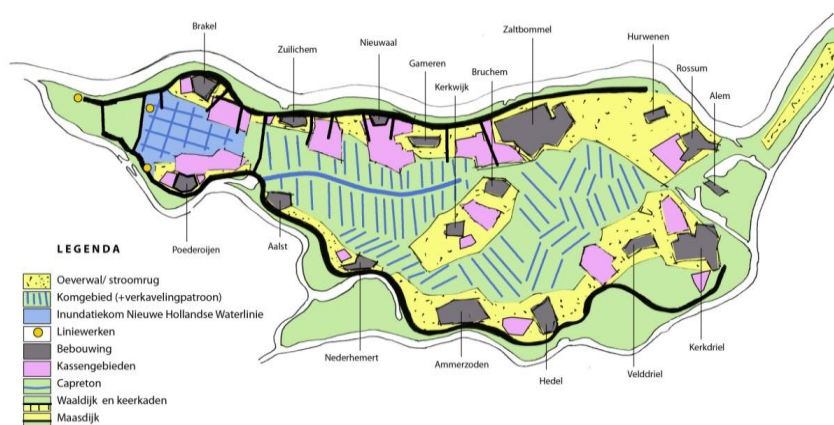 Brakel
Zuilichem
Nieuwaal
Gameren
Kerkwijk
Bruchem
Zaltbommel
Hurwenen
Rossum
Alem
Poederoijen
Aalst
Nederhemert
Ammerzoden
Hedel
Velddriel
Kerkdriel
LEGENDA
Oeverwal/ stroomrug
Komgebied (+verkavelingpatroon)
Inundatiekom Nieuwe Hollandse Waterlinie
Liniewerken
Bebouwing
Kassengebieden
Capreton
Waaldijk en keerkaden
Maasdijk